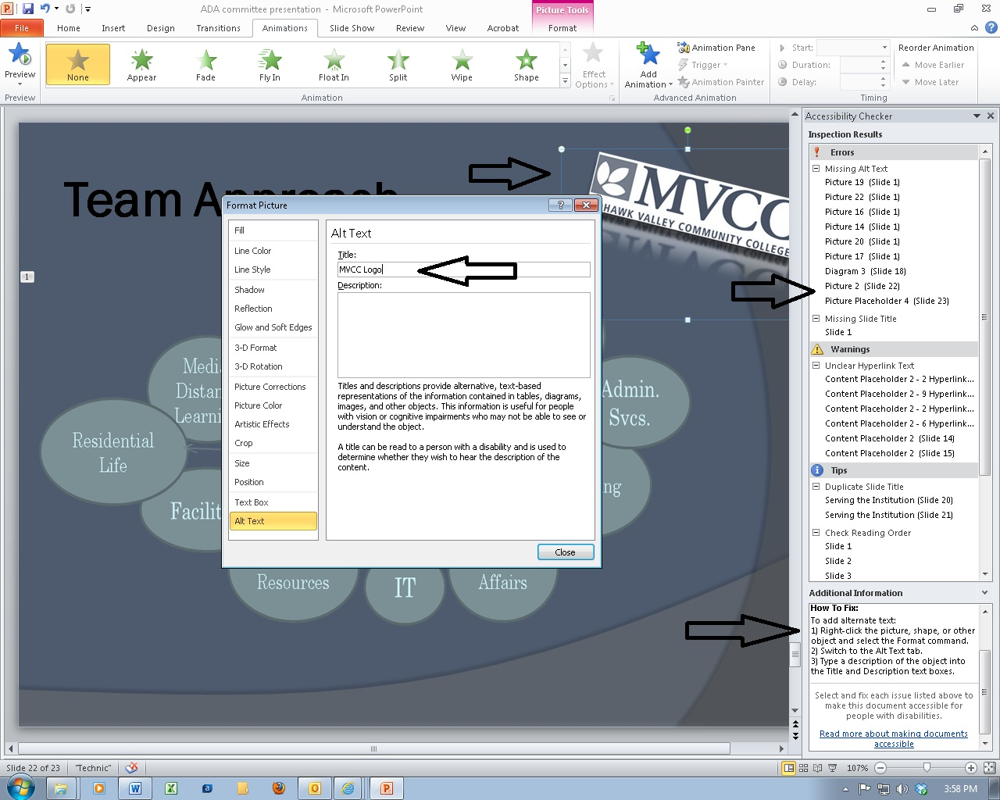 ADA committee presentation - Microsoft PowerPoint
Picture Tools
File Home Insert Design Transitions Animations Slide Show Review View Acrobat Format
Preview
None Appear Fade Fly In Float In Split Wipe Shape
Effect Options
Add Animation
Animation Pane
Trigger
Animation Painter
Start:
Duration:
Delay:
Reorder Animation
Move Earlier
Move Later
Preview Animation Advanced Animation Timing
1
Team Approach
MVCC
HAWK VALLEY COMMUNITY COLLEGE
Media
Distan
Learni
Residential
Life
Facilit
Resources
IT
Affairs
Admin.
Svcs.
ng
Format Picture
Fill
Line Color
Line Style
Shadow
Reflection
Glow and Soft Edges
3-D Format
3-D Rotation
Picture Corrections
Picture Color
Artistic Effects
Crop
Size
Position
Text Box
Alt Text
Alt Text
Title:
MVCC Logo
Description:
Titles and descriptions provide alternative, text-based
representations of the information contained in tables, diagrams,
images, and other objects. This information is useful for people
with vision or cognitive impairments who may not be able to see or
understand the object.
A title can be read to a person with a disability and is used to
determine whether they wish to hear the description of the
content.
Close
Accessibility Checker
Inspection Results
Errors
Missing Alt Text
Picture 19 (Slide 1)
Picture 22 (Slide 1)
Picture 16 (Slide 1)
Picture 14 (Slide 1)
Picture 20 (Slide 1)
Picture 17 (Slide 1)
Diagram 3 (Slide 18)
Picture 2 (Slide 22)
Picture Placeholder 4 (Slide 23)
Missing Slide Title
Slide 1
Warnings
Unclear Hyperlink Text
Content Placeholder 2 - 2 Hyperlink...
Content Placeholder 2 - 9 Hyperlink...
Content Placeholder 2 - 2 Hyperlink...
Content Placeholder 2 - 6 Hyperlink...
Content Placeholder 2 (Slide 14)
Content Placeholder 2 (Slide 15)
Tips
Duplicate Slide Title
Serving the Institution (Slide 20)
Serving the Institution (Slide 21)
Check Reading Order
Slide 1
Slide 2
Slide 3
Additional Information
How To Fix:
To add alternate text:
1) Right-click the picture, shape, or other
object and select the Format command.
2) Switch to the Alt Text tab.
3) Type a description of the object into
the Title and Description text boxes.
Select and fix each issue listed above to
make this document accessible for
people with disabilities.
Read more about making documents
accessible
Slide 22 of 23 "Technic" 107%
3:58 PM